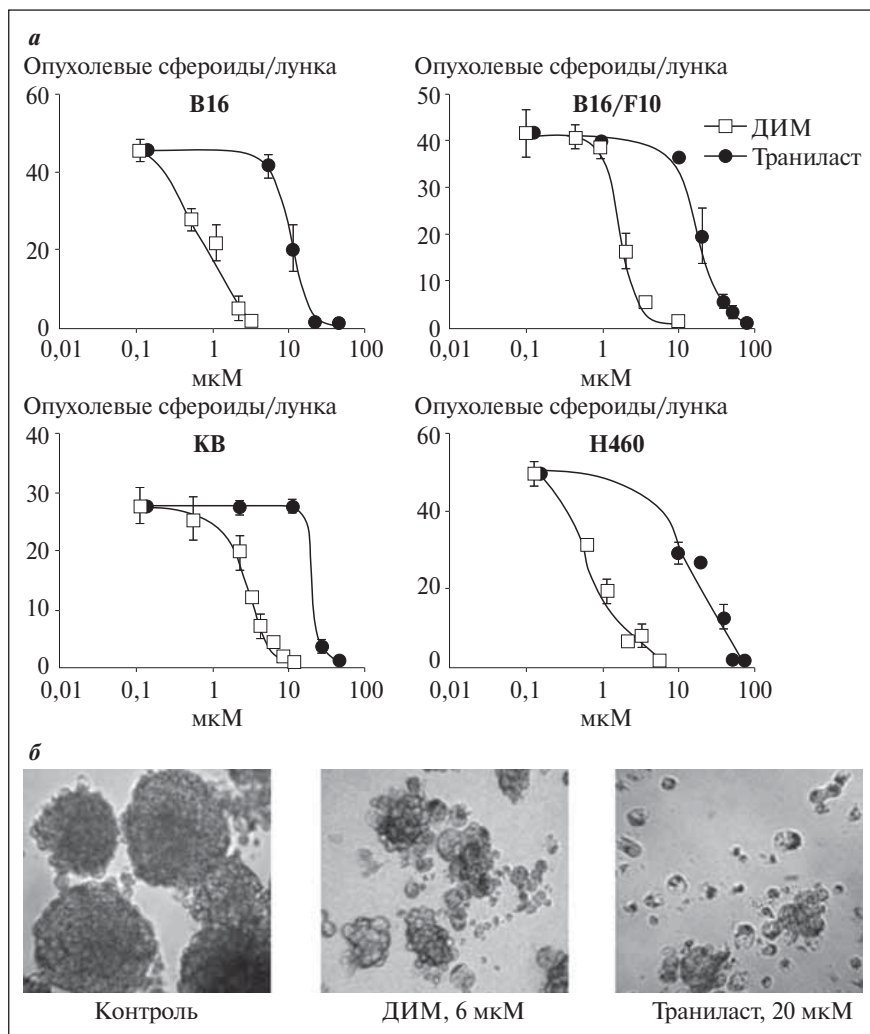 а
Опухолевые сфероиды/лунка
B16
60
40
20
0
0,01 0,1 1 10 100
мкМ
Опухолевые сфероиды/лунка
B16/F10
50
40
30
20
10
0
0,01 0,1 1 10 100
мкМ
ДИМ
Траниласт
Опухолевые сфероиды/лунка
KB
40
30
20
10
0
0,01 0,1 1 10 100
мкМ
Опухолевые сфероиды/лунка
H460
60
40
20
0
0,01 0,1 1 10 100
мкМ
б
Контроль
ДИМ, 6 мкМ
Траниласт, 20 мкМ